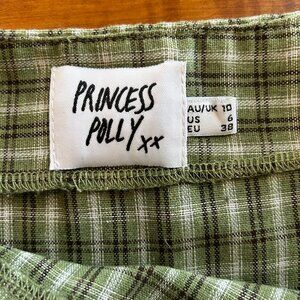 PRINCESS
POLLY xx
AU/UK 10
US 6
EU 38